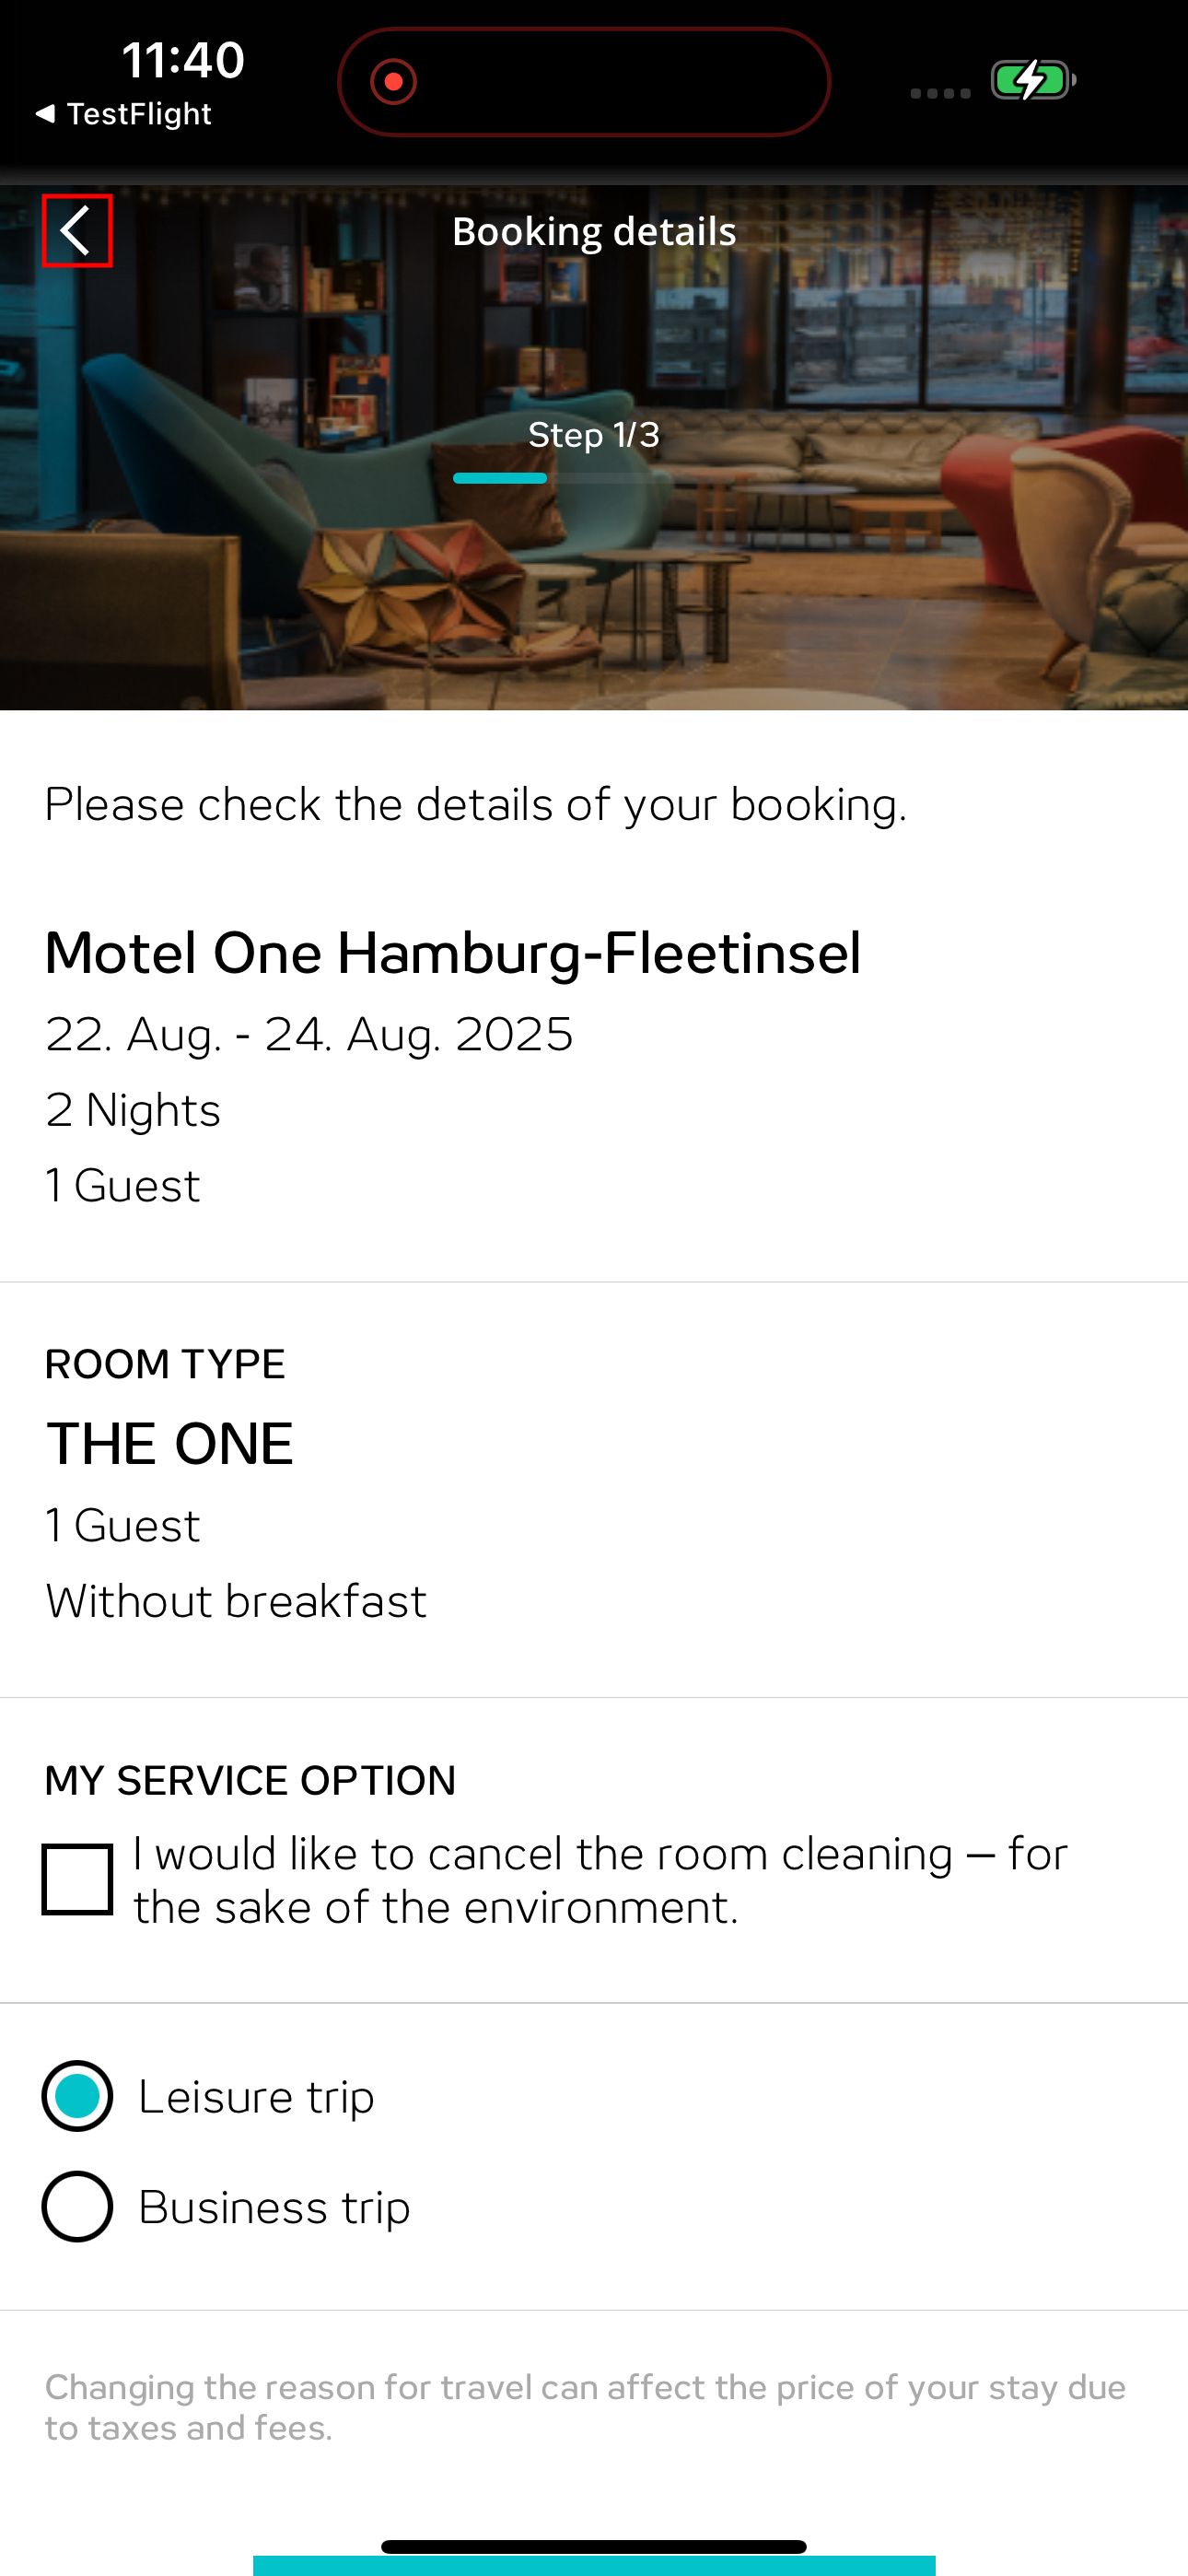 11:40
TestFlight
Booking details
Step 1/3
Please check the details of your booking.
Motel One Hamburg-Fleetinsel
22. Aug. - 24. Aug. 2025
2 Nights
1 Guest
ROOM TYPE
THE ONE
1 Guest
Without breakfast
MY SERVICE OPTION
I would like to cancel the room cleaning – for
the sake of the environment.
Leisure trip
Business trip
Changing the reason for travel can affect the price of your stay due
to taxes and fees.